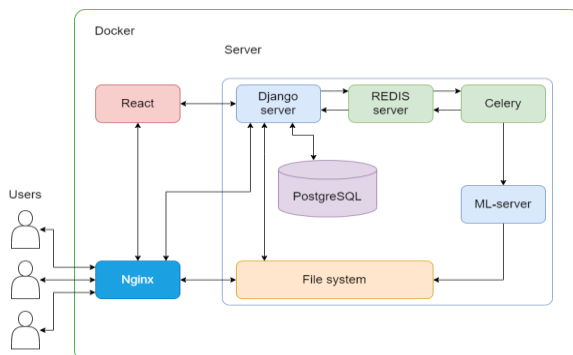 Docker
Server
React
Django
server
REDIS
server
Celery
PostgreSQL
ML-server
Users
Nginx
File system